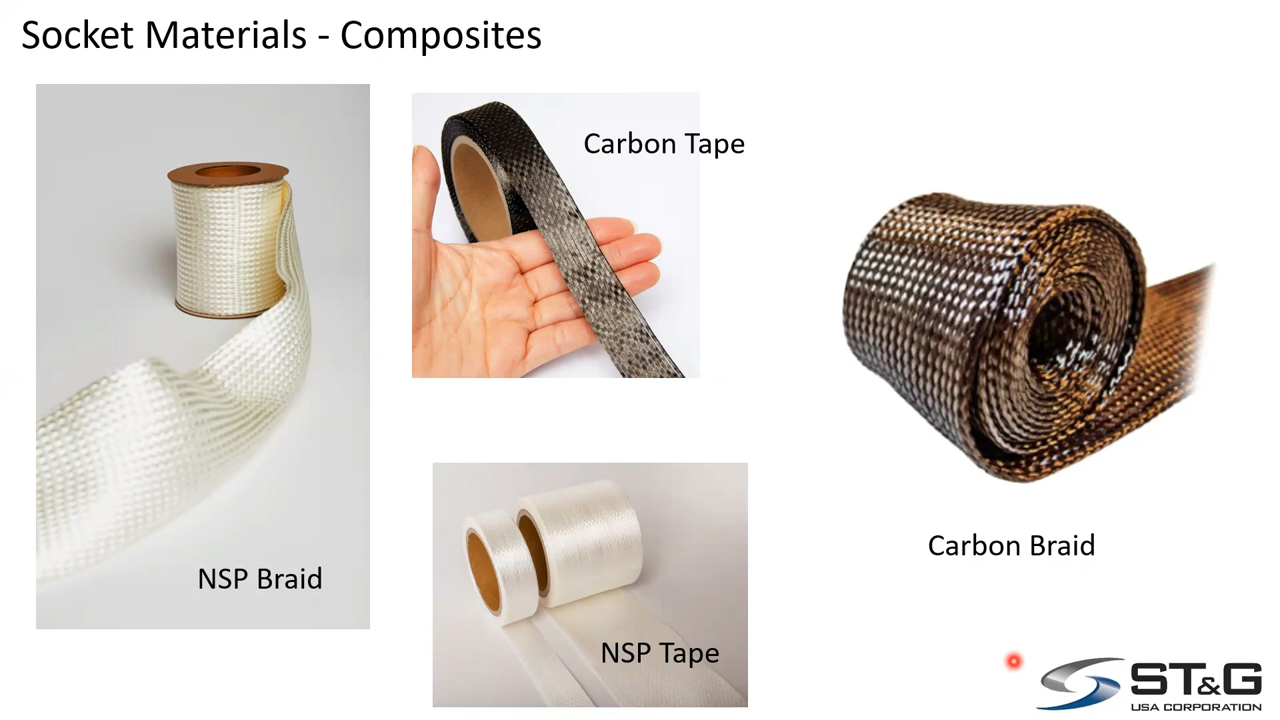 Socket Materials - Composites
Carbon Tape
NSP Braid
Carbon Braid
NSP Tape
ST&G
USA CORPORATION